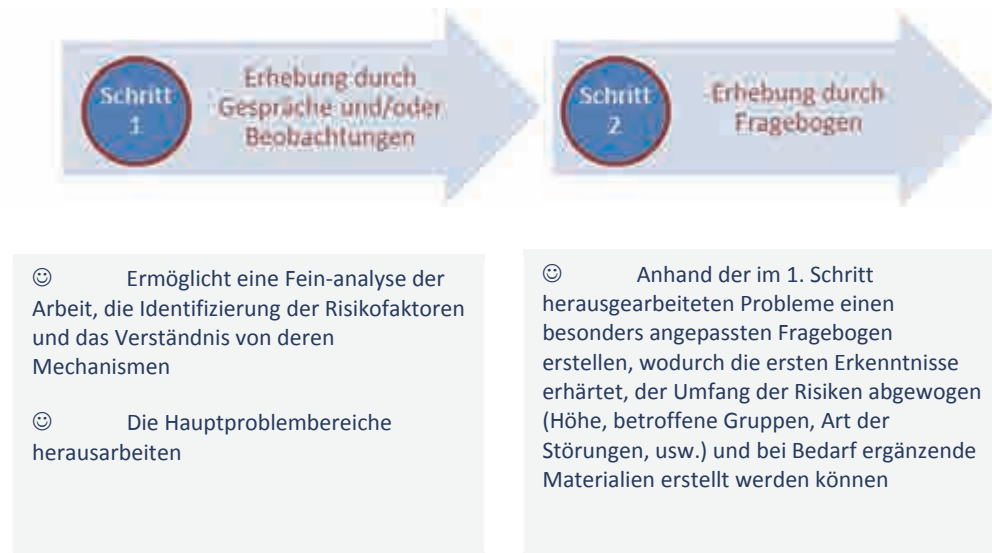 Schritt
1
Erhebung durch
Gespräche und/oder
Beobachtungen
Schritt
2
Erhebung durch
Fragebogen
☺ Ermöglicht eine Fein-analyse der
Arbeit, die Identifizierung der Risikofaktoren
und das Verständnis von deren
Mechanismen
☺ Die Hauptproblembereiche
herausarbeiten
☺ Anhand der im 1. Schritt
herausgearbeiteten Probleme einen
besonders angepassten Fragebogen
erstellen, wodurch die ersten Erkenntnisse
erhärtet, der Umfang der Risiken abgewogen
(Höhe, betroffene Gruppen, Art der
Störungen, usw.) und bei Bedarf ergänzende
Materialien erstellt werden können